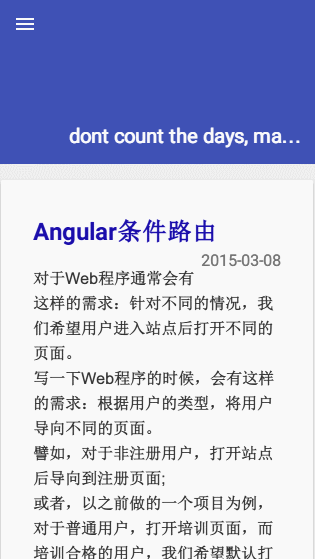 dont count the days, ma...
Angular条件路由
2015-03-08
对于Web程序通常会有
这样的需求：针对不同的情况，我
们希望用户进入站点后打开不同的
页面。
写一下Web程序的时候，会有这样
的需求：根据用户的类型，将用户
导向不同的页面。
譬如，对于非注册用户，打开站点
后导向到注册页面;
或者，以之前做的一个项目为例，
对于普通用户，打开培训页面，而
培训合格的用户，我们希望默认打